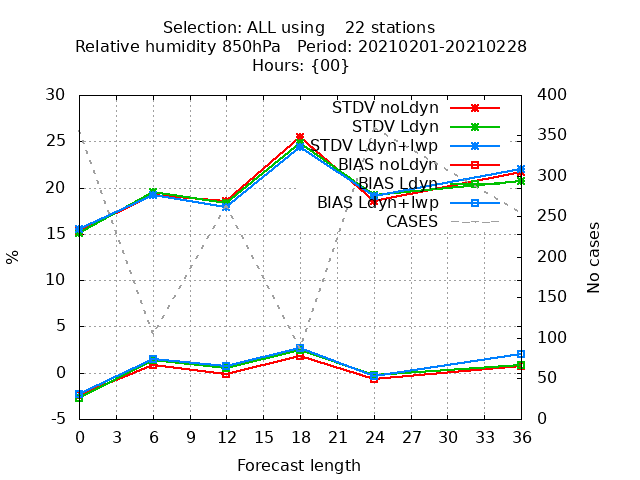 Selection: ALL using    22 stations
Relative humidity 850hPa   Period: 20210201-20210228
Hours: {00}
30
25
20
15
10
5
0
-5
%
400
350
300
250
200
150
100
50
0
No cases
STDV noLdyn
STDV Ldyn
STDV Ldyn+lwp
BIAS noLdyn
BIAS Ldyn
BIAS Ldyn+lwp
CASES
0 3 6 9 12 15 18 21 24 27 30 33 36
Forecast length